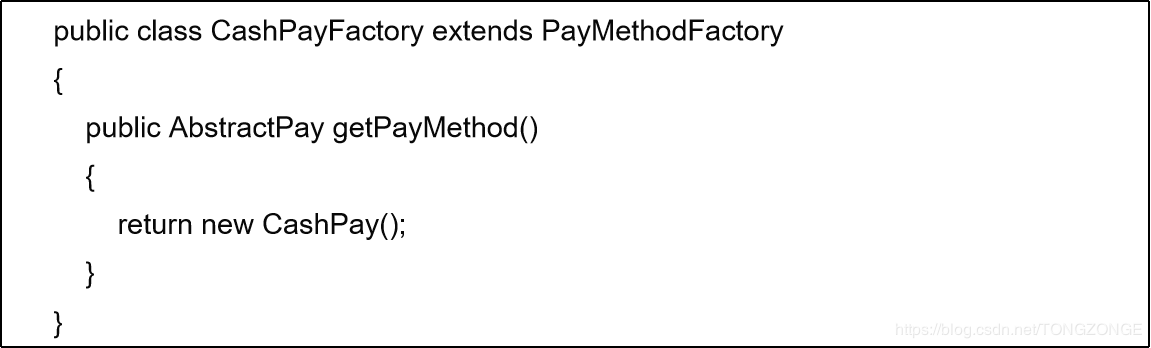 public class CashPayFactory extends PayMethodFactory
{
public AbstractPay getPayMethod()
{
return new CashPay();
}
}
https://blog.csdn.net/TONGZONGE